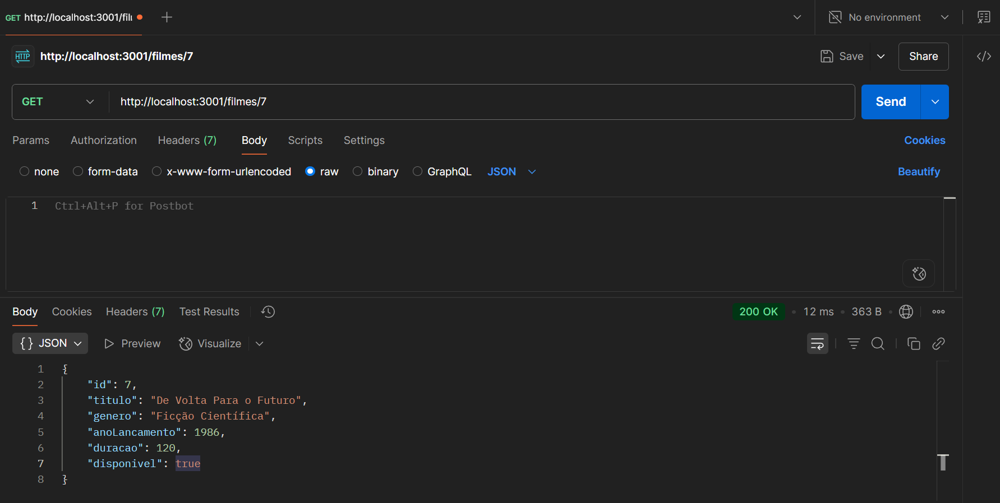 GET http://localhost:3001/fil
No environment
HTTP http://localhost:3001/filmes/7
Save
Share
GET http://localhost:3001/filmes/7
Send
Params Authorization Headers (7) Body Scripts Settings
Cookies
none form-data x-www-form-urlencoded raw binary GraphQL JSON
Beautify
1 Ctrl+Alt+P for Postbot
Body Cookies Headers (7) Test Results
200 OK • 12 ms • 363 B
{} JSON Preview Visualize
1 {
2 "id": 7,
3 "titulo": "De Volta Para o Futuro",
4 "genero": "Ficção Científica",
5 "anoLancamento": 1986,
6 "duracao": 120,
7 "disponivel": true
8 }